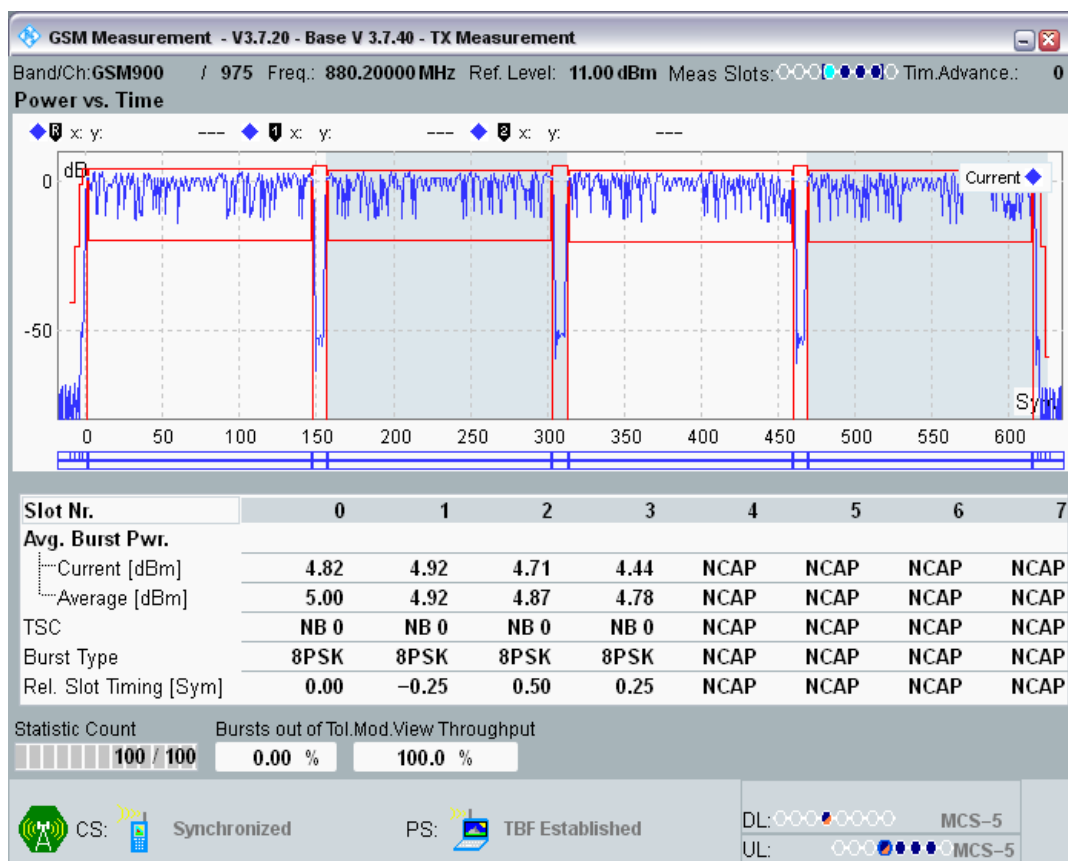 GSM Measurement - V3.7.20 - Base V 3.7.40 - TX Measurement
Band/Ch:GSM900 / 975 Freq.: 880.20000 MHz Ref. Level: 11.00 dBm Meas Slots: Tim.Advance.: 0
Power vs. Time
R x: y: --- 1 x: y: --- 2 x: y: ---
dB
Current
0
-50
Sym
0 50 100 150 200 250 300 350 400 450 500 550 600
Slot Nr. 0 1 2 3 4 5 6 7
Avg. Burst Pwr.
Current [dBm] 4.82 4.92 4.71 4.44 NCAP NCAP NCAP NCAP
Average [dBm] 5.00 4.92 4.87 4.78 NCAP NCAP NCAP NCAP
TSC NB 0 NB 0 NB 0 NB 0 NCAP NCAP NCAP NCAP
Burst Type 8PSK 8PSK 8PSK 8PSK NCAP NCAP NCAP NCAP
Rel. Slot Timing [Sym] 0.00 −0.25 0.50 0.25 NCAP NCAP NCAP NCAP
Statistic Count Bursts out of Tol.Mod.View Throughput
100 / 100 0.00 % 100.0 %
CS: Synchronized PS: TBF Established DL: MCS−5
UL: MCS−5